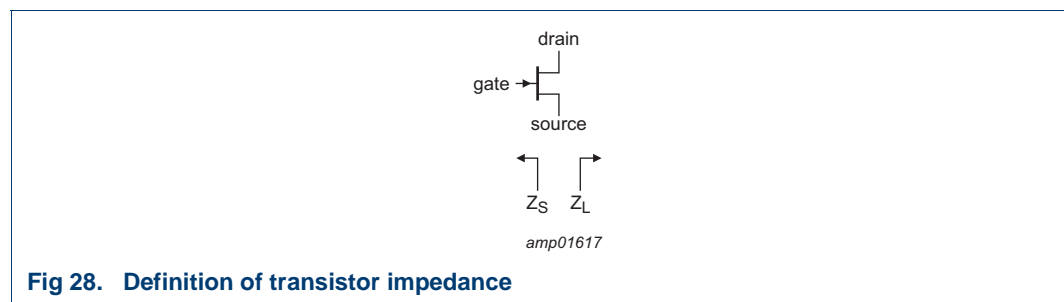 drain
gate
source
ZS ZL
amp01617
Fig 28. Definition of transistor impedance